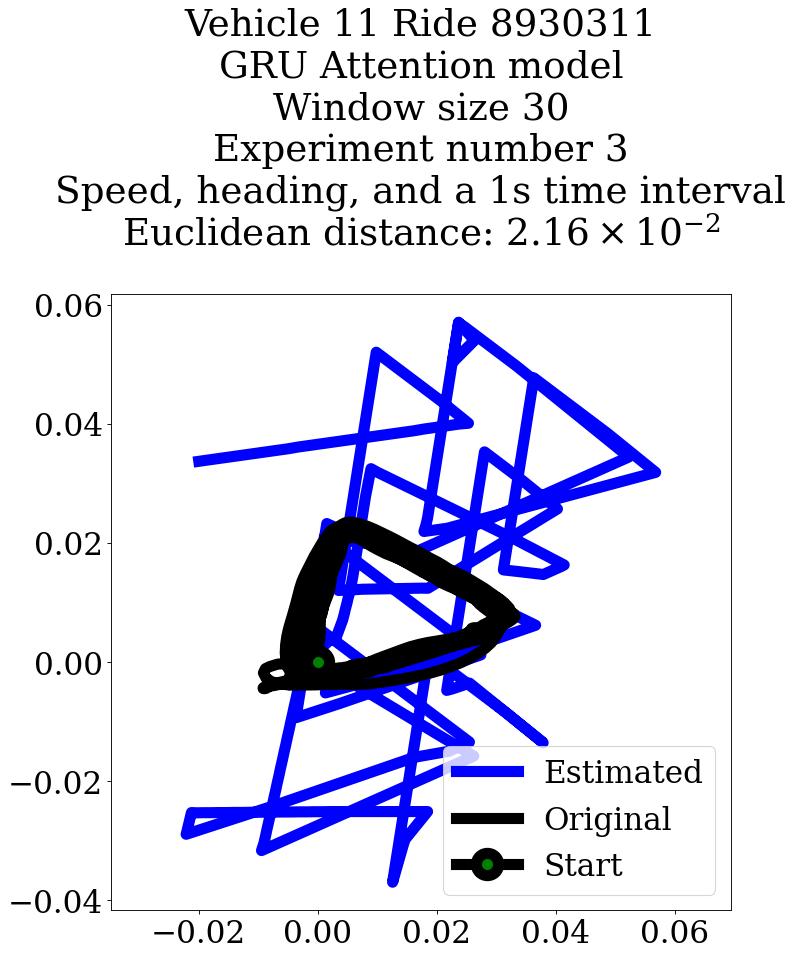 Vehicle 11 Ride 8930311
GRU Attention model
Window size 30
Experiment number 3
Speed, heading, and a 1s time interval
Euclidean distance: 2.16 × 10⁻²
0.06
0.04
0.02
0.00
−0.02
−0.04
Estimated
Original
Start
−0.02 0.00 0.02 0.04 0.06